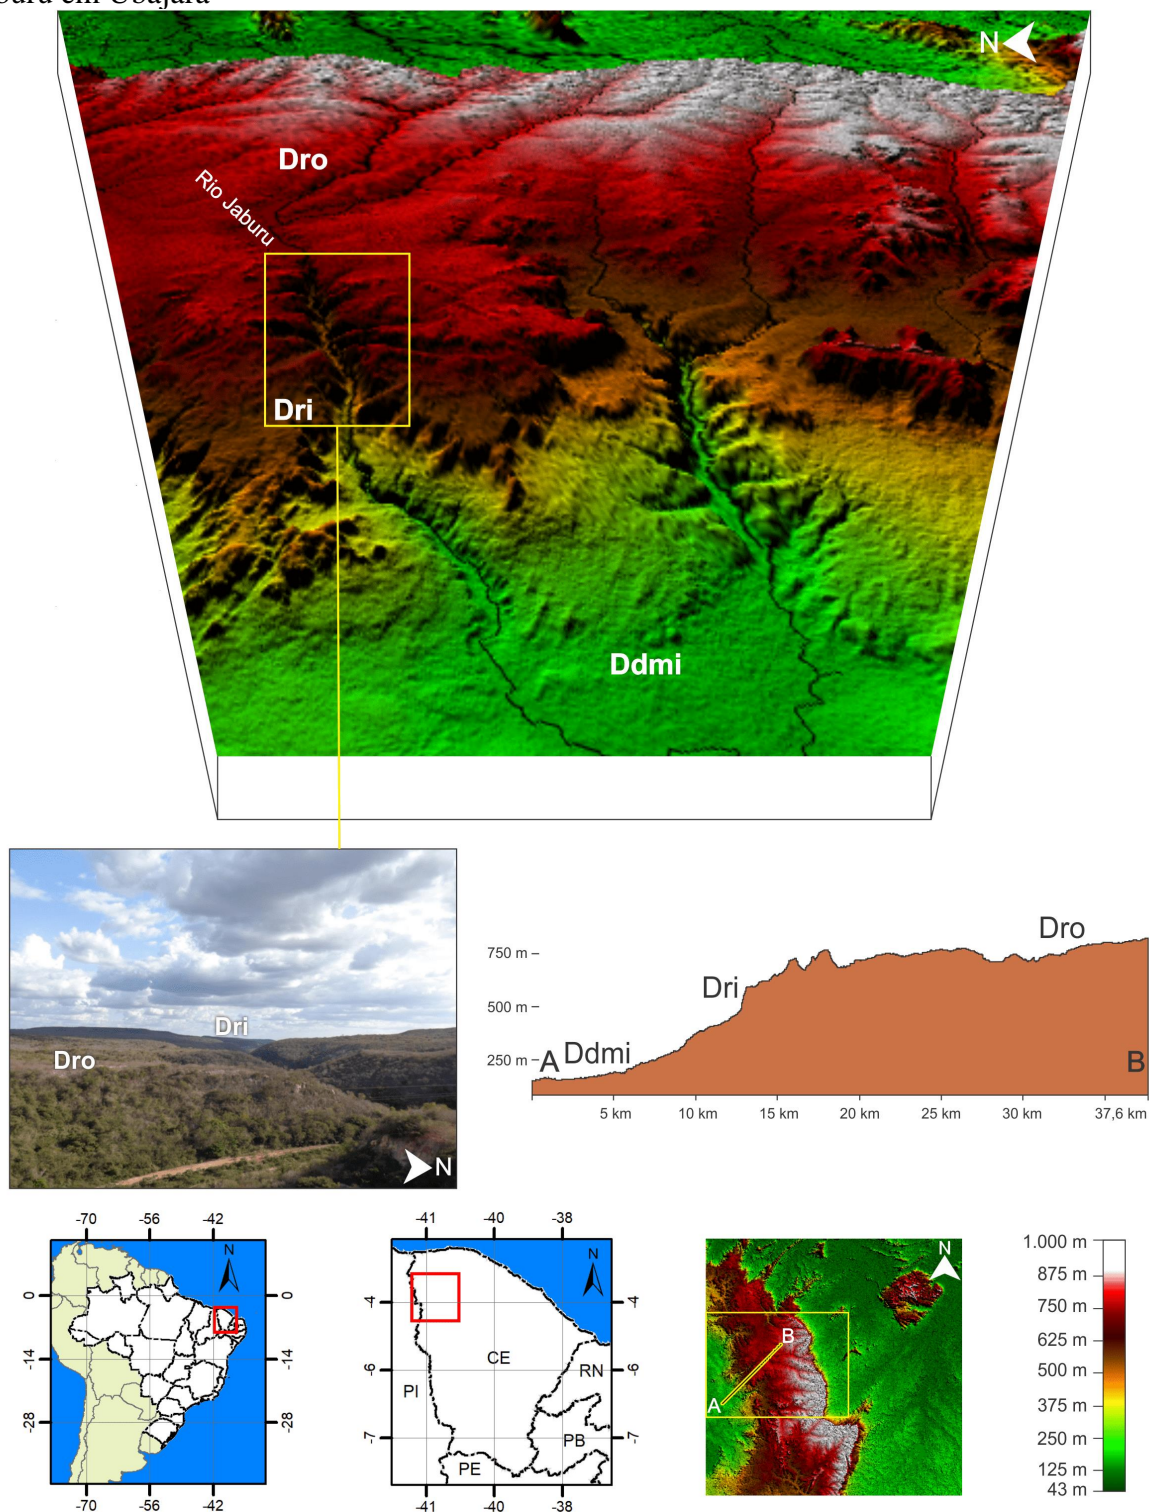 em Ubajara
N
Dro
Rio Jaburu
Dri
Ddmi
Dri
Dro
N
750 m
500 m
250 m
A
Ddmi
Dri
Dro
B
5 km
10 km
15 km
20 km
25 km
30 km
37,6 km
-70 -56 -42
N
0 0
-14 -14
-28 -28
-70 -56 -42
-41 -40 -38
N
4 4
CE
-6 -6
RN
PI
-7 -7
PB
PE
-41 -40 -38
N
B
A
1.000 m
875 m
750 m
625 m
500 m
375 m
250 m
125 m
43 m